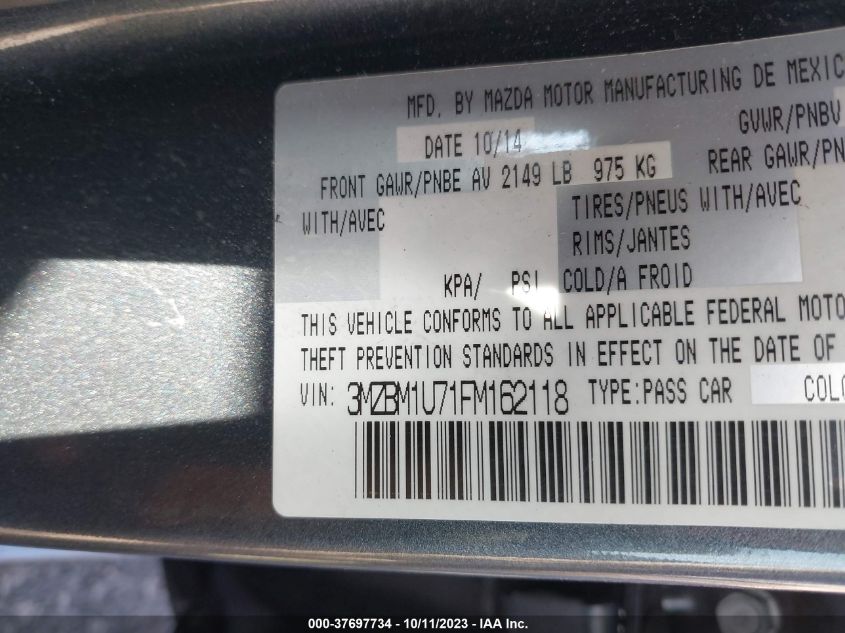 MFD. BY MAZDA MOTOR MANUFACTURING DE MEXIC
DATE 10/14 GVWR/PNBV
FRONT GAWR/PNBE AV 2149 LB 975 KG REAR GAWR/PN
WITH/AVEC TIRES/PNEUS WITH/AVEC
RIMS/JANTES
KPA/ PSI COLD/A FROID
THIS VEHICLE CONFORMS TO ALL APPLICABLE FEDERAL MOTO
THEFT PREVENTION STANDARDS IN EFFECT ON THE DATE OF
VIN: 3MZBM1U71FM162118 TYPE:PASS CAR COLO
000-37697734 - 10/11/2023 - IAA Inc.